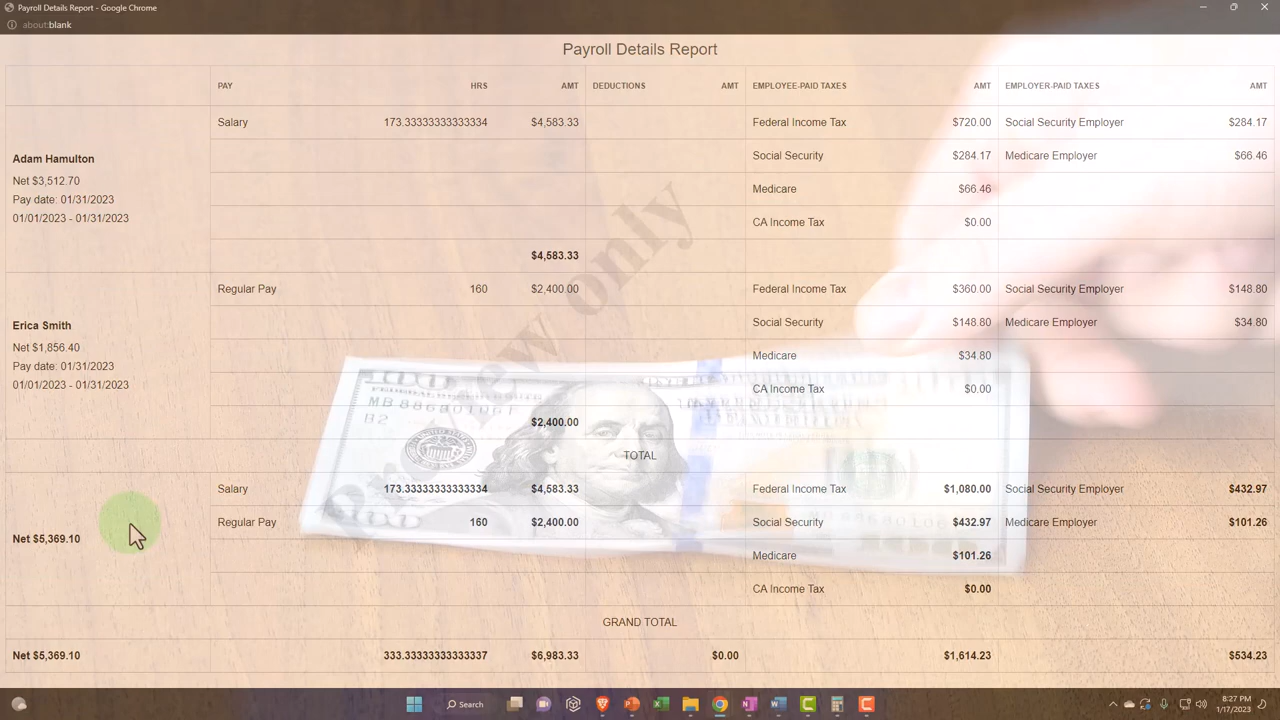 Payroll Details Report - Google Chrome
about:blank
Payroll Details Report
PAY HRS AMT DEDUCTIONS AMT EMPLOYEE-PAID TAXES AMT EMPLOYER-PAID TAXES AMT
Salary 173.33333333333334 $4,583.33 Federal Income Tax $720.00 Social Security Employer $284.17
Adam Hamulton Social Security $284.17 Medicare Employer $66.46
Net $3,512.70 Medicare $66.46
Pay date: 01/31/2023
01/01/2023 - 01/31/2023 CA Income Tax $0.00
$4,583.33
Regular Pay 160 $2,400.00 Federal Income Tax $360.00 Social Security Employer $148.80
Erica Smith Social Security $148.80 Medicare Employer $34.80
Net $1,856.40 Medicare $34.80
Pay date: 01/31/2023
01/01/2023 - 01/31/2023 CA Income Tax $0.00
$2,400.00
TOTAL
Salary 173.33333333333334 $4,583.33 Federal Income Tax $1,080.00 Social Security Employer $432.97
Regular Pay 160 $2,400.00 Social Security $432.97 Medicare Employer $101.26
Net $5,369.10
Medicare $101.26
CA Income Tax $0.00
GRAND TOTAL
Net $5,369.10 333.33333333333337 $6,983.33 $0.00 $1,614.23 $534.23
only
B2
Search
8:27 PM
1/17/2023